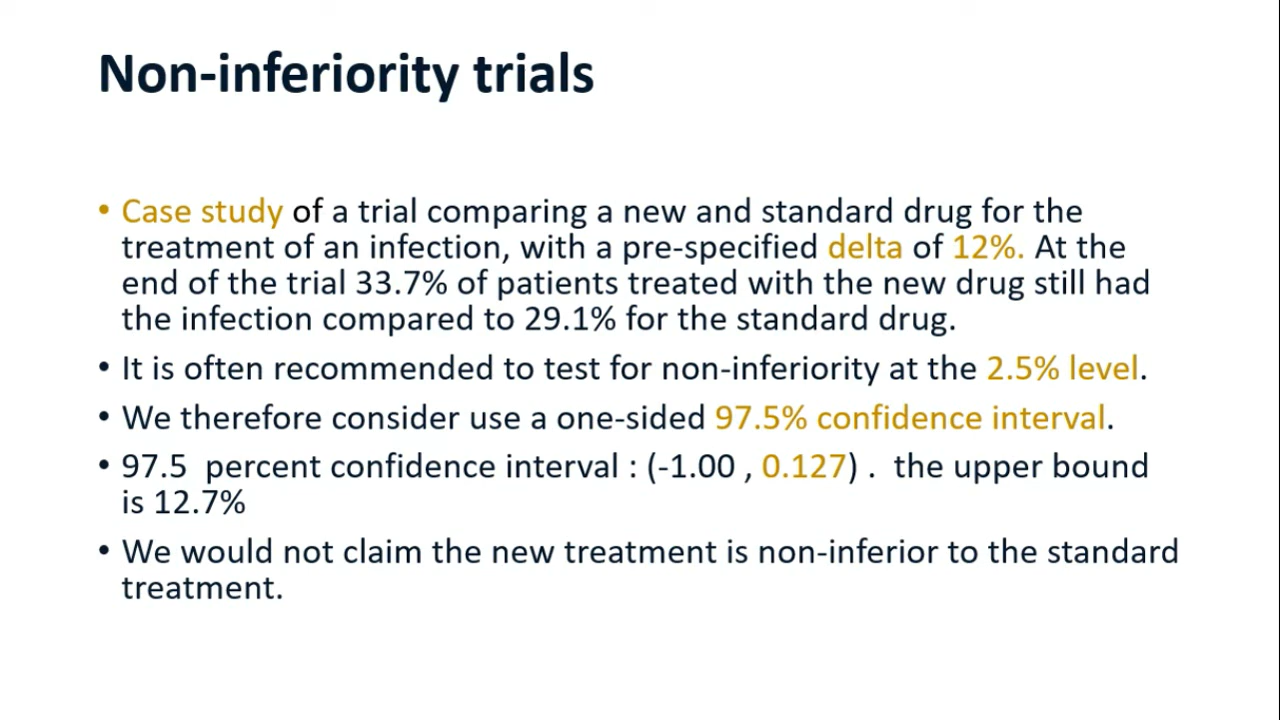 Non-inferiority trials
• Case study of a trial comparing a new and standard drug for the
treatment of an infection, with a pre-specified delta of 12%. At the
end of the trial 33.7% of patients treated with the new drug still had
the infection compared to 29.1% for the standard drug.
• It is often recommended to test for non-inferiority at the 2.5% level.
• We therefore consider use a one-sided 97.5% confidence interval.
• 97.5  percent confidence interval : (-1.00 , 0.127) .  the upper bound
is 12.7%
• We would not claim the new treatment is non-inferior to the standard
treatment.